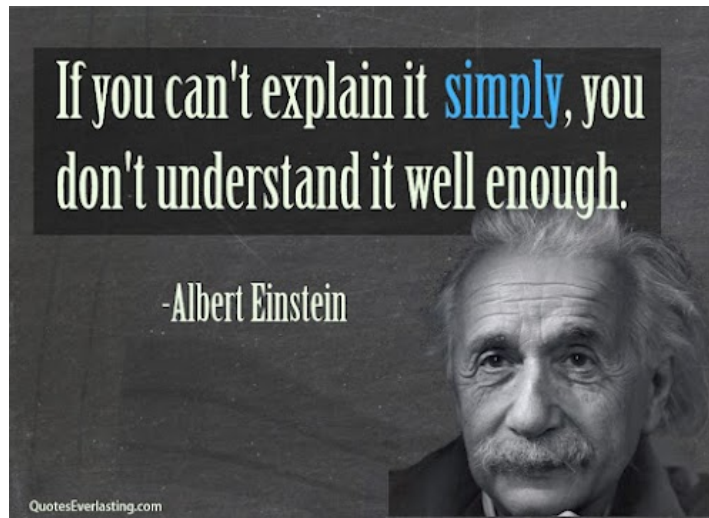 If you can't explain it simply, you
don't understand it well enough.
-Albert Einstein
QuotesEverlasting.com